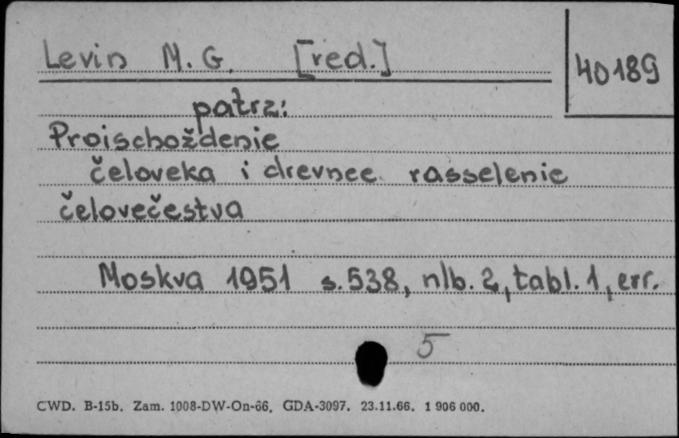 Levin M. G. [red.]
40189
patrz:
Proischoždenie
čeloveka i drevnee rasselenie
čelovečestva
Moskva 1951 s. 538, nlb. 2, tabl. 1, err.
5
CWD. B-15b. Zam. 1008-DW-On-66. GDA-3097. 23.11.66. 1 906 000.